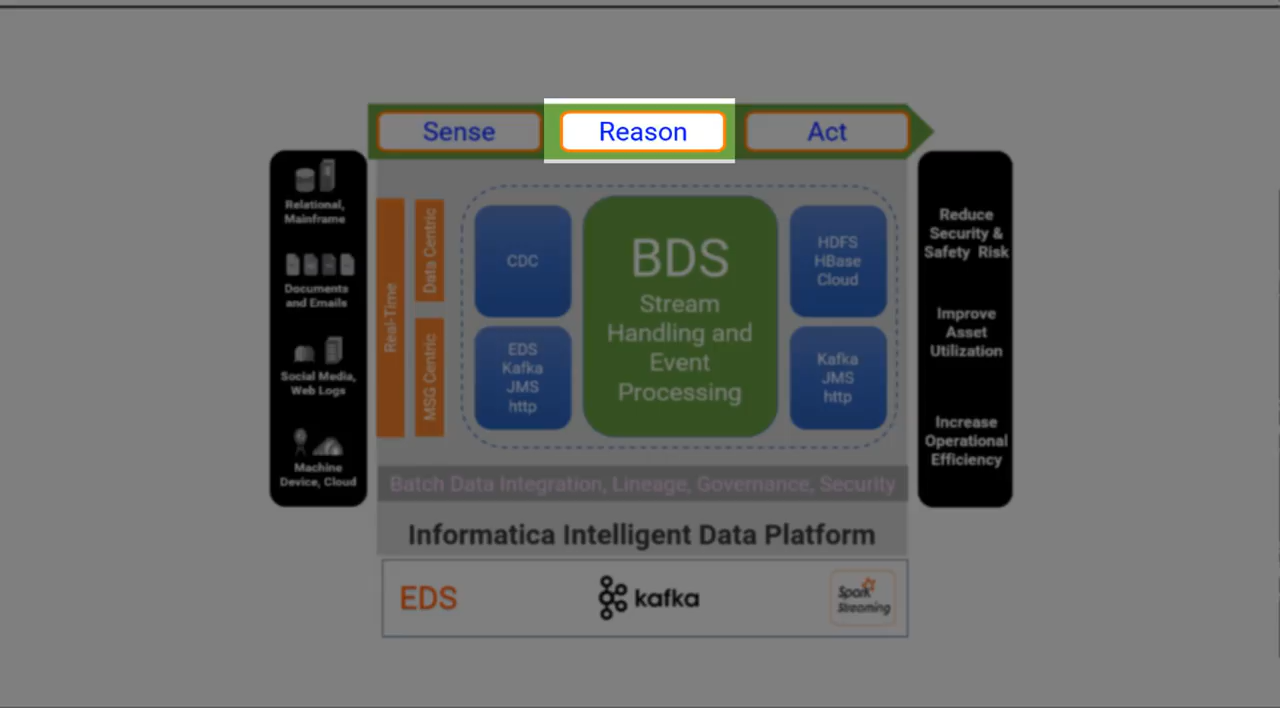 Sense
Reason
Act
Relational,
Mainframe
Documents
and Emails
Social Media,
Web Logs
Machine
Device, Cloud
Real-Time
Data Centric
MSG Centric
CDC
EDS
Kafka
JMS
http
BDS
Stream
Handling and
Event
Processing
HDFS
HBase
Cloud
Kafka
JMS
http
Reduce
Security &
Safety Risk
Improve
Asset
Utilization
Increase
Operational
Efficiency
Batch Data Integration, Lineage, Governance, Security
Informatica Intelligent Data Platform
EDS
kafka
Spark
Streaming